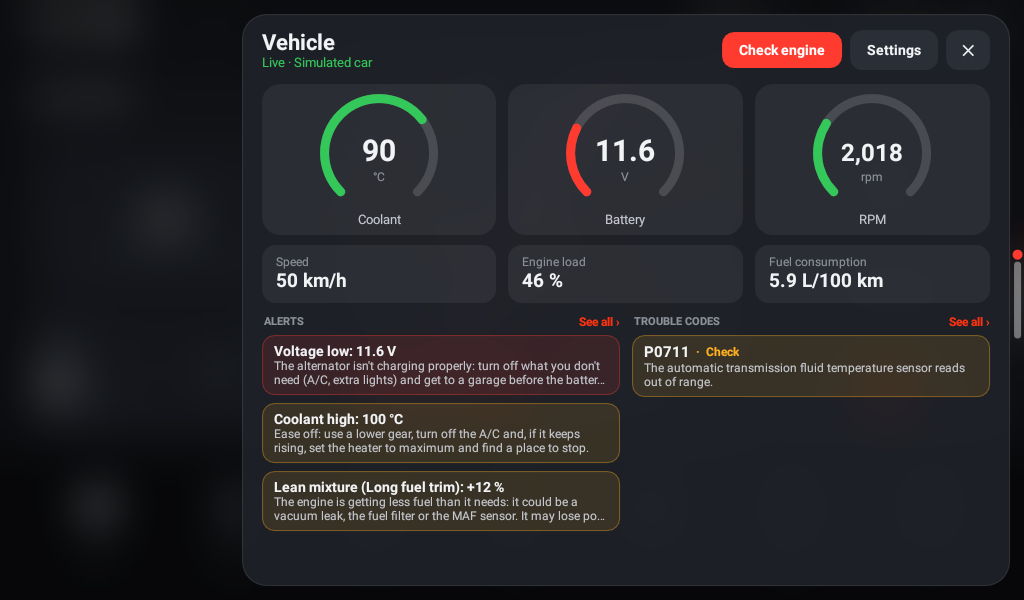 Vehicle
Live · Simulated car
Check engine
Settings
90
°C
Coolant
11.6
V
Battery
2,018
rpm
RPM
Speed
50 km/h
Engine load
46 %
Fuel consumption
5.9 L/100 km
ALERTS
See all ›
Voltage low: 11.6 V
The alternator isn't charging properly: turn off what you don't
need (A/C, extra lights) and get to a garage before the batter...
Coolant high: 100 °C
Ease off: use a lower gear, turn off the A/C and, if it keeps
rising, set the heater to maximum and find a place to stop.
Lean mixture (Long fuel trim): +12 %
The engine is getting less fuel than it needs: it could be a
vacuum leak, the fuel filter or the MAF sensor. It may lose po...
TROUBLE CODES
See all ›
P0711 · Check
The automatic transmission fluid temperature sensor reads
out of range.